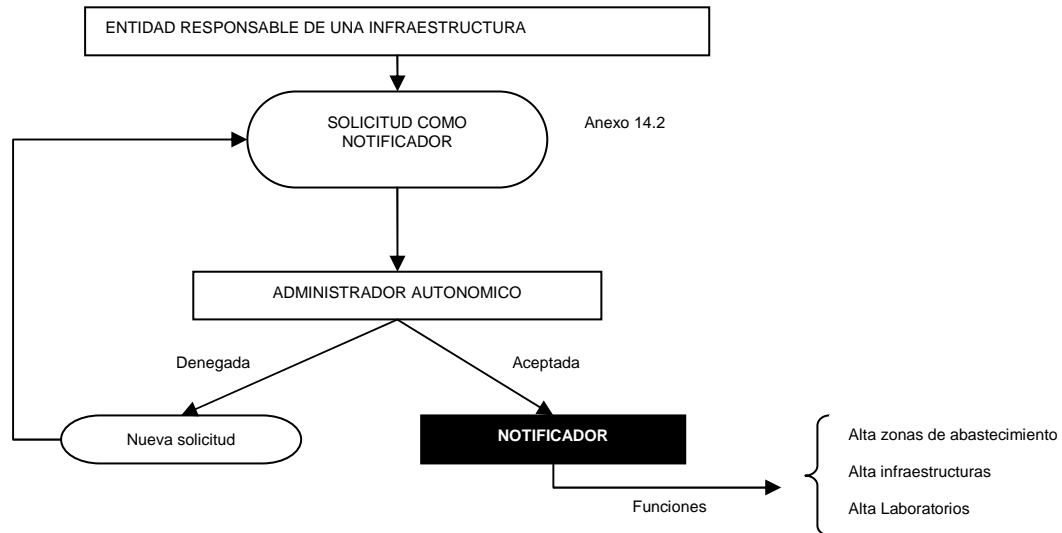 ENTIDAD RESPONSABLE DE UNA INFRAESTRUCTURA
SOLICITUD COMO
NOTIFICADOR
Anexo 14.2
ADMINISTRADOR AUTONOMICO
Denegada
Aceptada
Nueva solicitud
NOTIFICADOR
Funciones
Alta zonas de abastecimiento
Alta infraestructuras
Alta Laboratorios